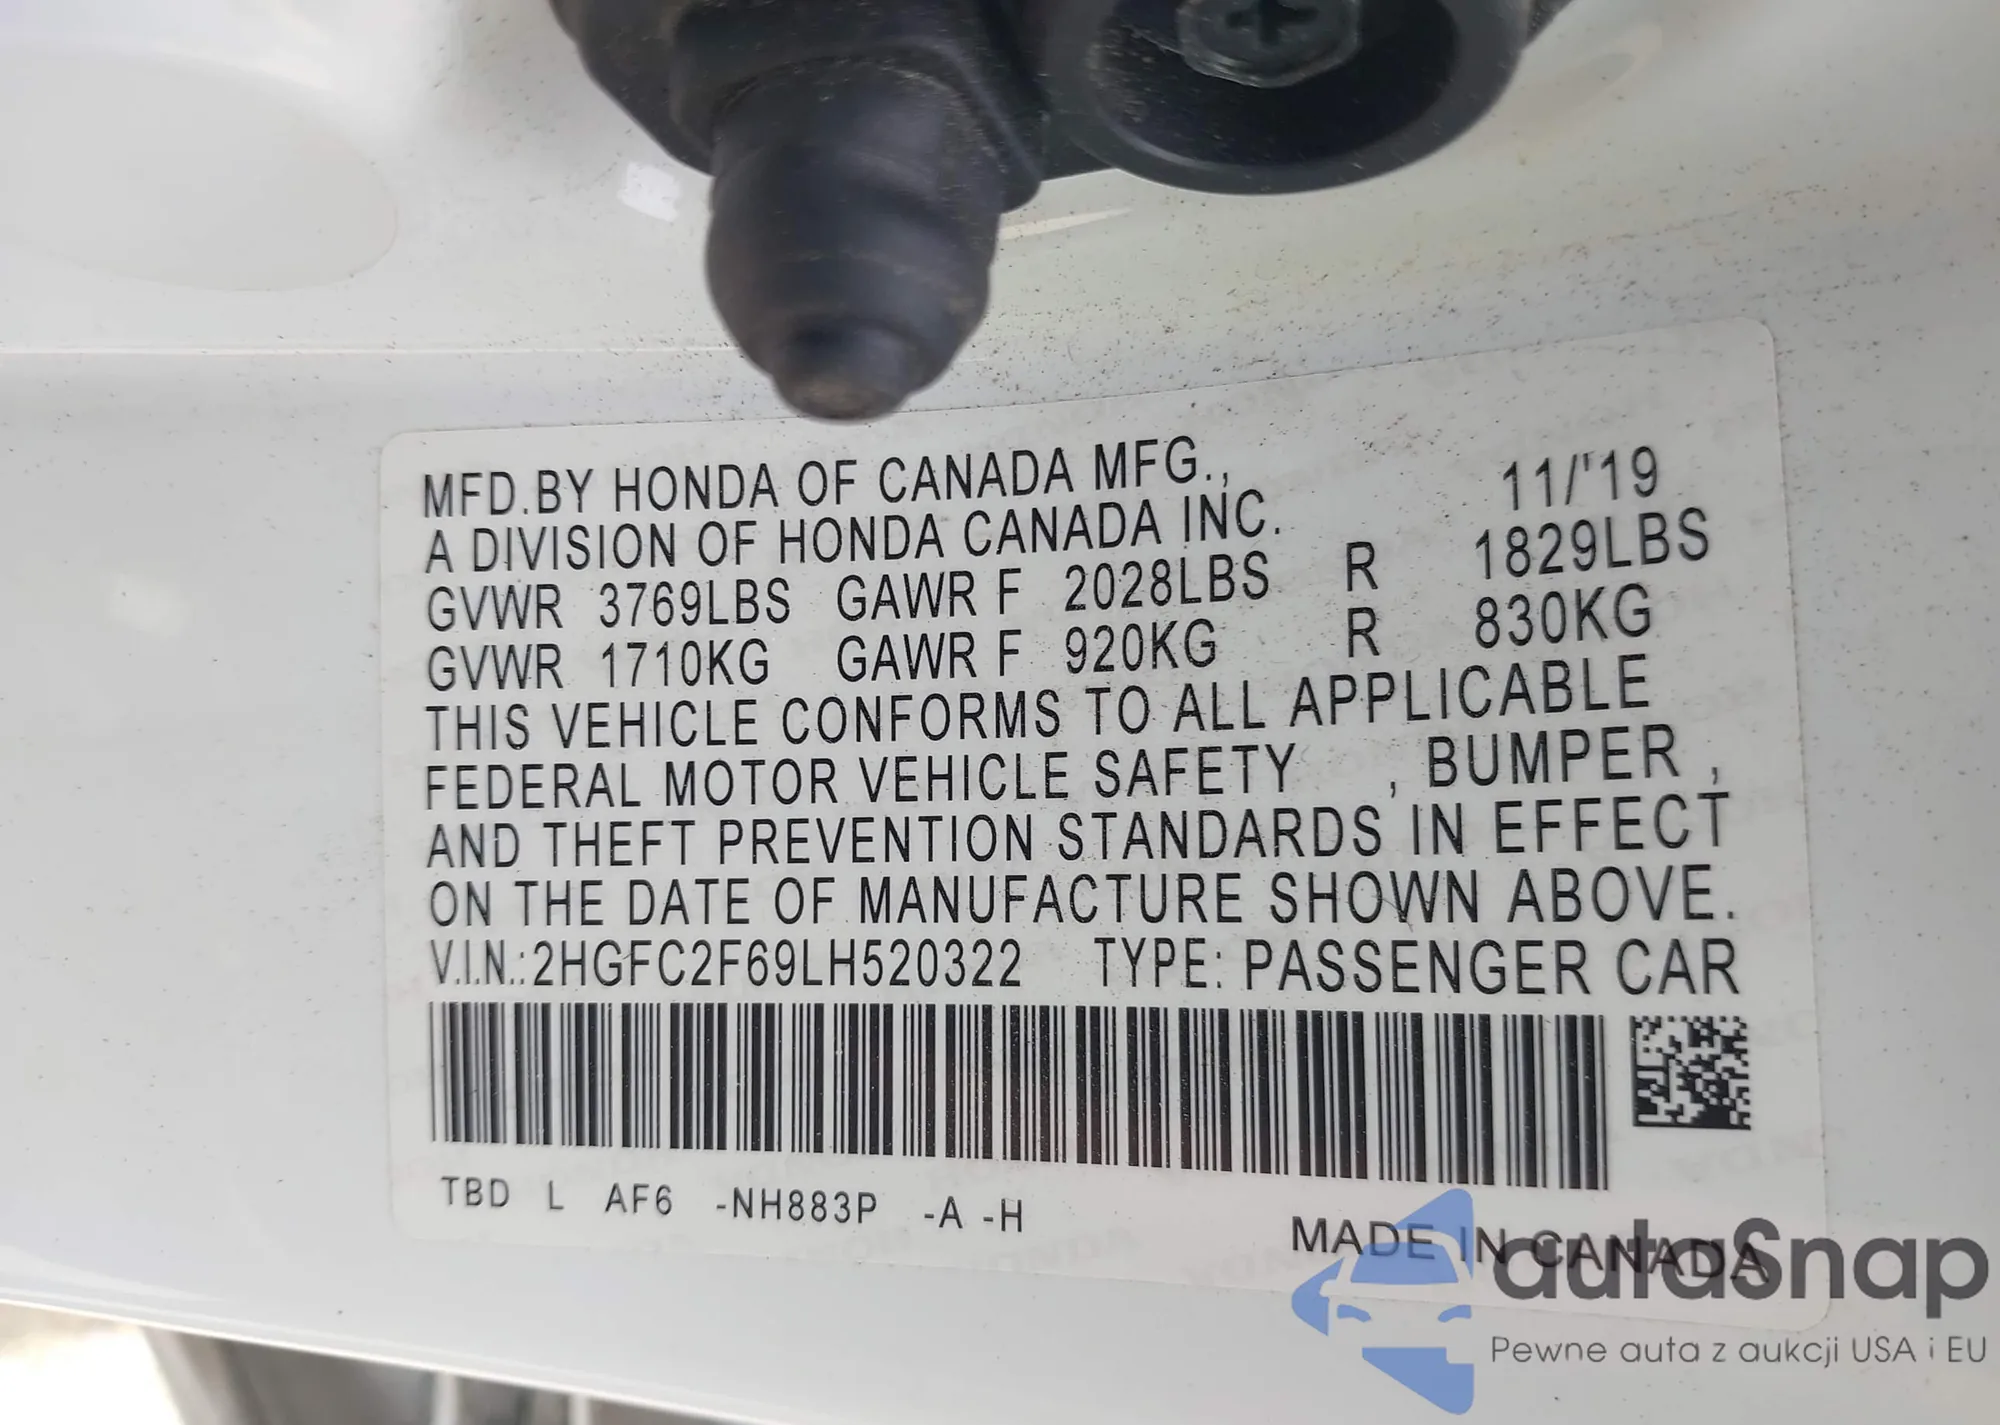 MFD.BY HONDA OF CANADA MFG., 11/'19
A DIVISION OF HONDA CANADA INC.
GVWR 3769LBS GAWR F 2028LBS R 1829LBS
GVWR 1710KG GAWR F 920KG R 830KG
THIS VEHICLE CONFORMS TO ALL APPLICABLE
FEDERAL MOTOR VEHICLE SAFETY , BUMPER ,
AND THEFT PREVENTION STANDARDS IN EFFECT
ON THE DATE OF MANUFACTURE SHOWN ABOVE.
V.I.N.:2HGFC2F69LH520322 TYPE: PASSENGER CAR
TBD L AF6 -NH883P -A -H
MADE IN CANADA
autoSnap
Pewne auta z aukcji USA i EU